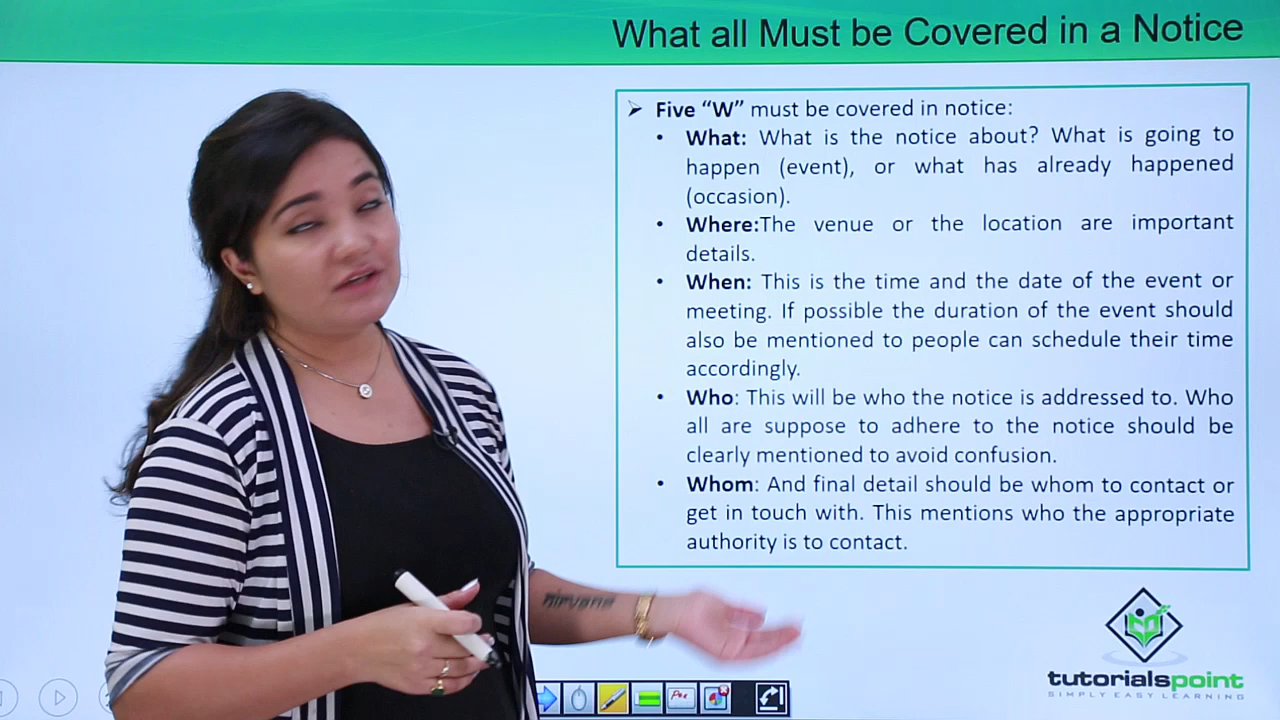 What all Must be Covered in a Notice
➢ Five “W” must be covered in notice:
• What: What is the notice about? What is going to
happen (event), or what has already happened
(occasion).
• Where:The venue or the location are important
details.
• When: This is the time and the date of the event or
meeting. If possible the duration of the event should
also be mentioned to people can schedule their time
accordingly.
• Who: This will be who the notice is addressed to. Who
all are suppose to adhere to the notice should be
clearly mentioned to avoid confusion.
• Whom: And final detail should be whom to contact or
get in touch with. This mentions who the appropriate
authority is to contact.
nirvana
tutorialspoint
SIMPLY EASY LEARNING